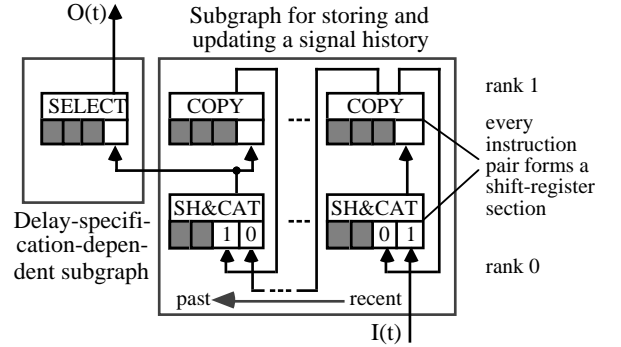 O(t)
Subgraph for storing and
updating a signal history
SELECT
COPY
COPY
rank 1
every
instruction
pair forms a
shift-register
section
SH&CAT
1 0
SH&CAT
0 1
Delay-specifi-
cation-depen-
dent subgraph
rank 0
past
recent
I(t)